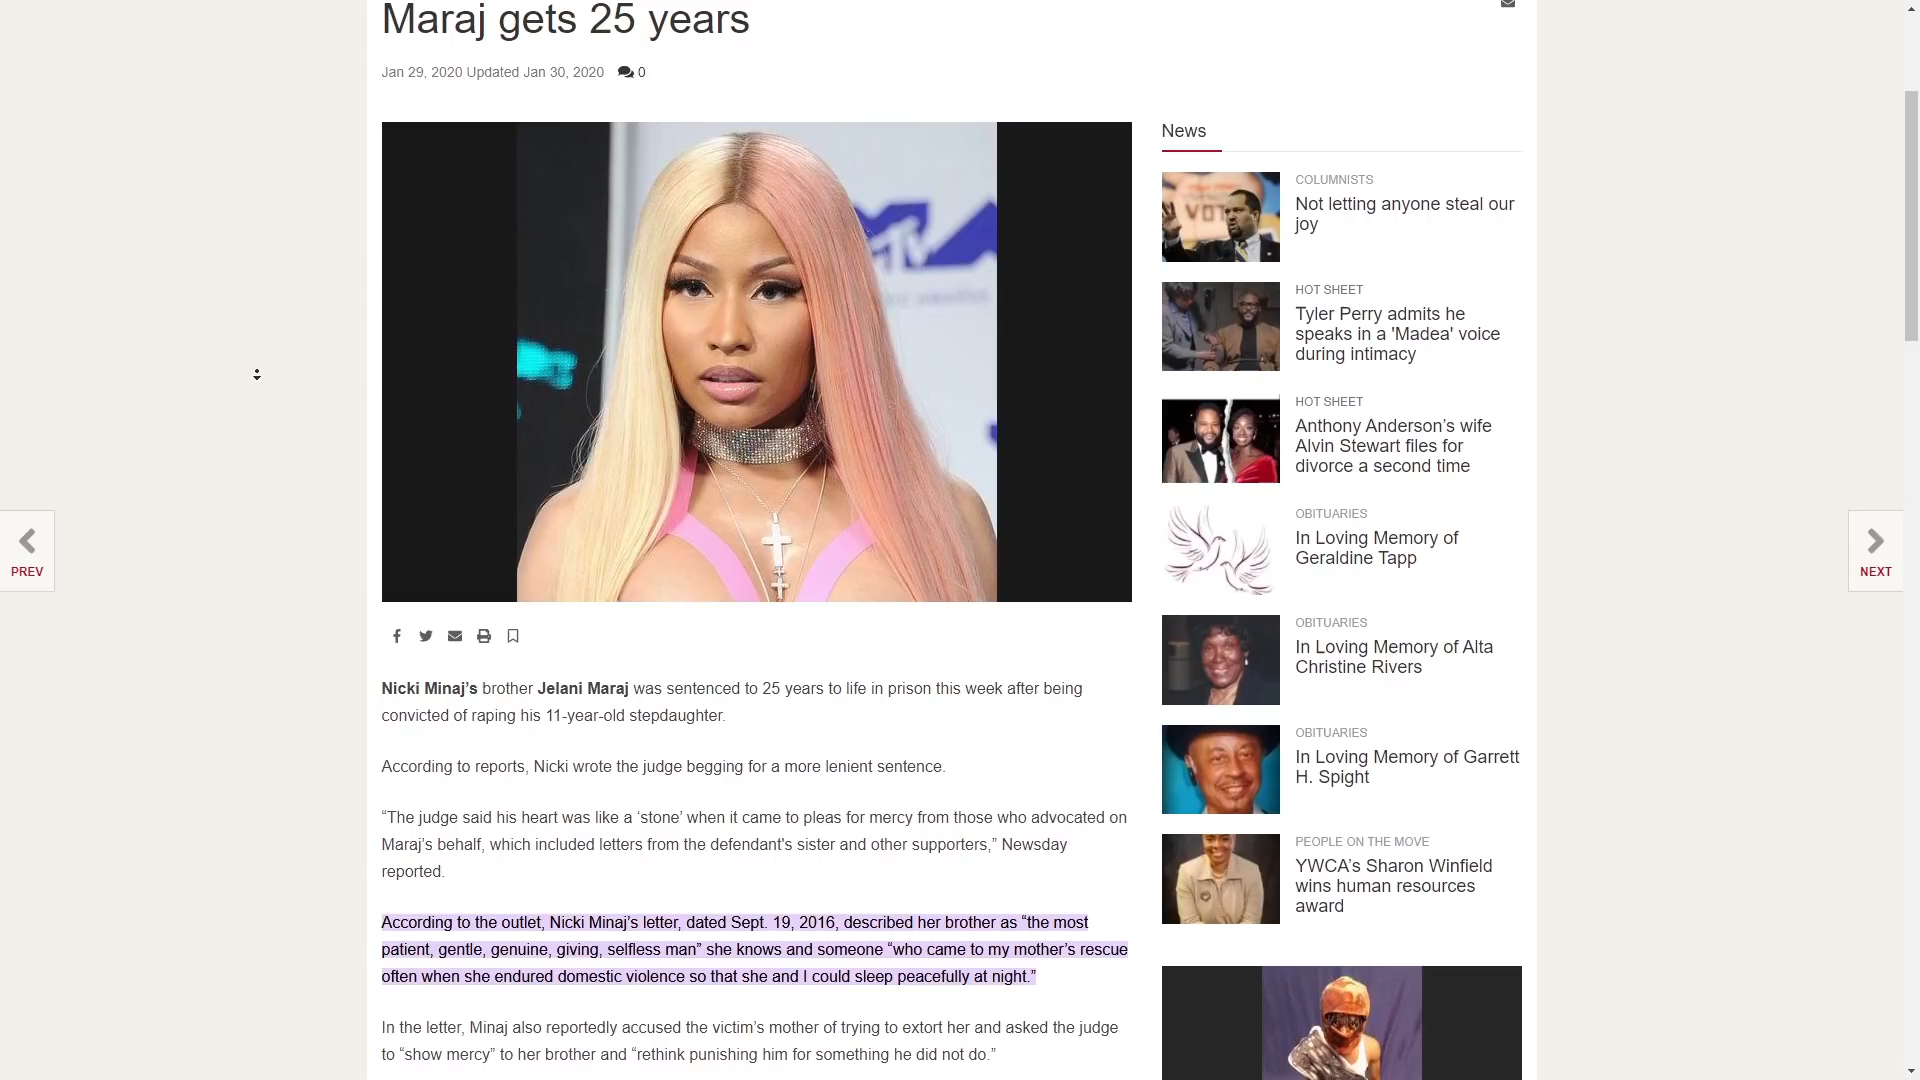 Maraj gets 25 years
Jan 29, 2020 Updated Jan 30, 2020 0
MTV
PREV
Nicki Minaj’s brother Jelani Maraj was sentenced to 25 years to life in prison this week after being
convicted of raping his 11-year-old stepdaughter.
According to reports, Nicki wrote the judge begging for a more lenient sentence.
“The judge said his heart was like a ‘stone’ when it came to pleas for mercy from those who advocated on
Maraj’s behalf, which included letters from the defendant's sister and other supporters,” Newsday
reported.
According to the outlet, Nicki Minaj’s letter, dated Sept. 19, 2016, described her brother as “the most
patient, gentle, genuine, giving, selfless man” she knows and someone “who came to my mother’s rescue
often when she endured domestic violence so that she and I could sleep peacefully at night.”
In the letter, Minaj also reportedly accused the victim’s mother of trying to extort her and asked the judge
to “show mercy” to her brother and “rethink punishing him for something he did not do.”
News
VOT
COLUMNISTS
Not letting anyone steal our
joy
HOT SHEET
Tyler Perry admits he
speaks in a 'Madea' voice
during intimacy
HOT SHEET
Anthony Anderson’s wife
Alvin Stewart files for
divorce a second time
OBITUARIES
In Loving Memory of
Geraldine Tapp
OBITUARIES
In Loving Memory of Alta
Christine Rivers
OBITUARIES
In Loving Memory of Garrett
H. Spight
PEOPLE ON THE MOVE
YWCA’s Sharon Winfield
wins human resources
award
NEXT